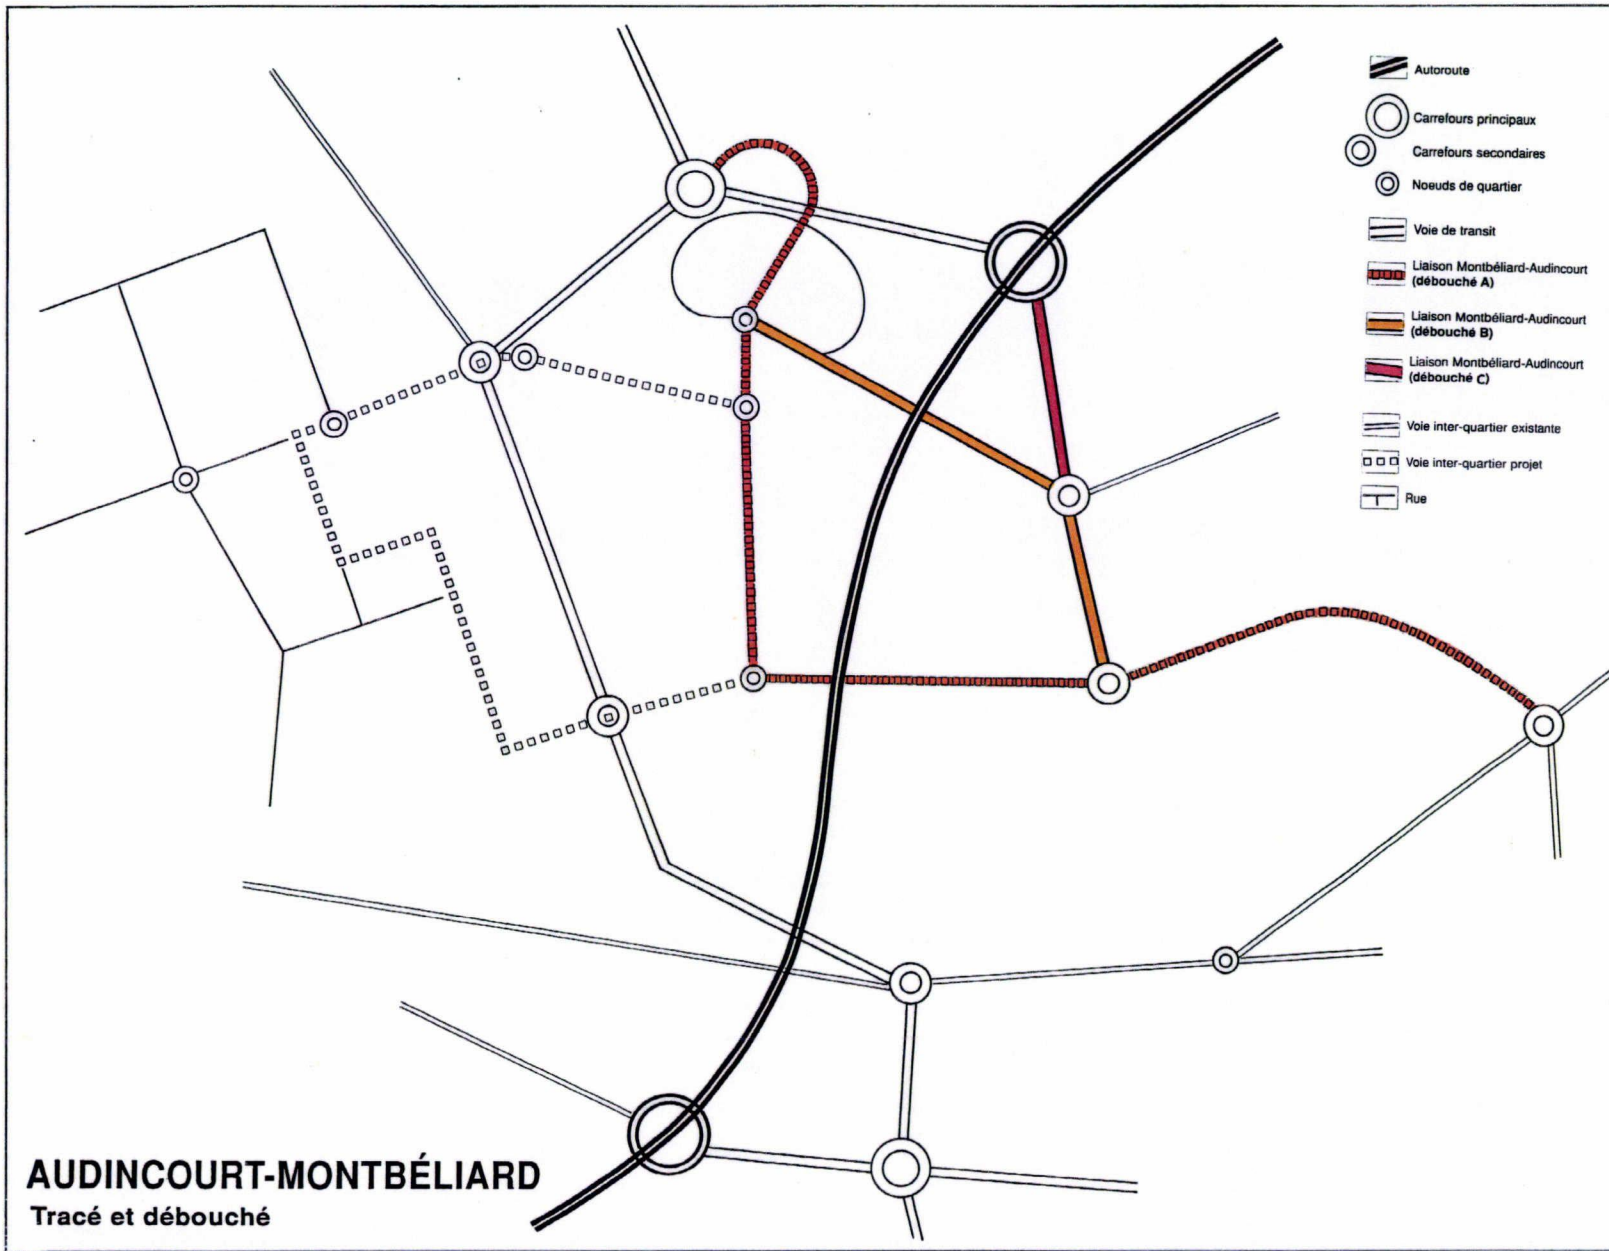 Autoroute
Carrefours principaux
Carrefours secondaires
Noeuds de quartier
Voie de transit
Liaison Montbéliard-Audincourt
(débouché A)
Liaison Montbéliard-Audincourt
(débouché B)
Liaison Montbéliard-Audincourt
(débouché C)
Voie inter-quartier existante
Voie inter-quartier projet
Rue
AUDINCOURT-MONTBÉLIARD
Tracé et débouché